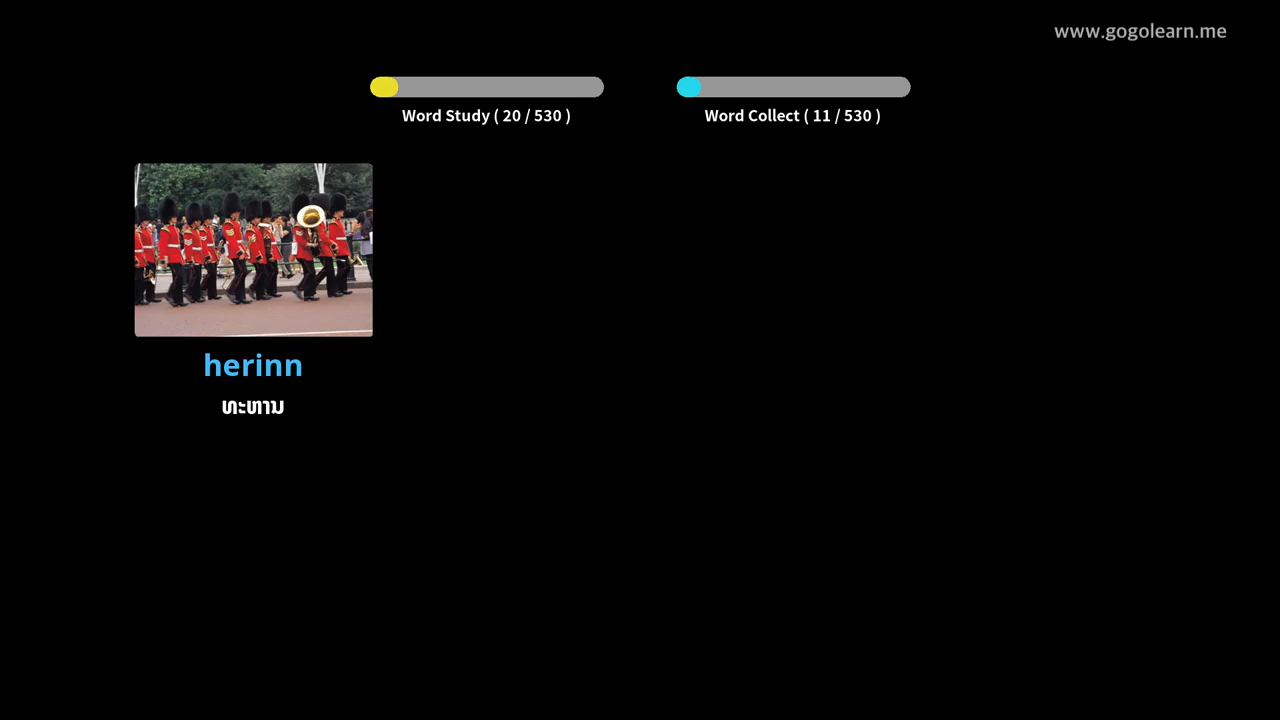 www.gogolearn.me
Word Study ( 20 / 530 )
Word Collect ( 11 / 530 )
herinn
ທະຫານ